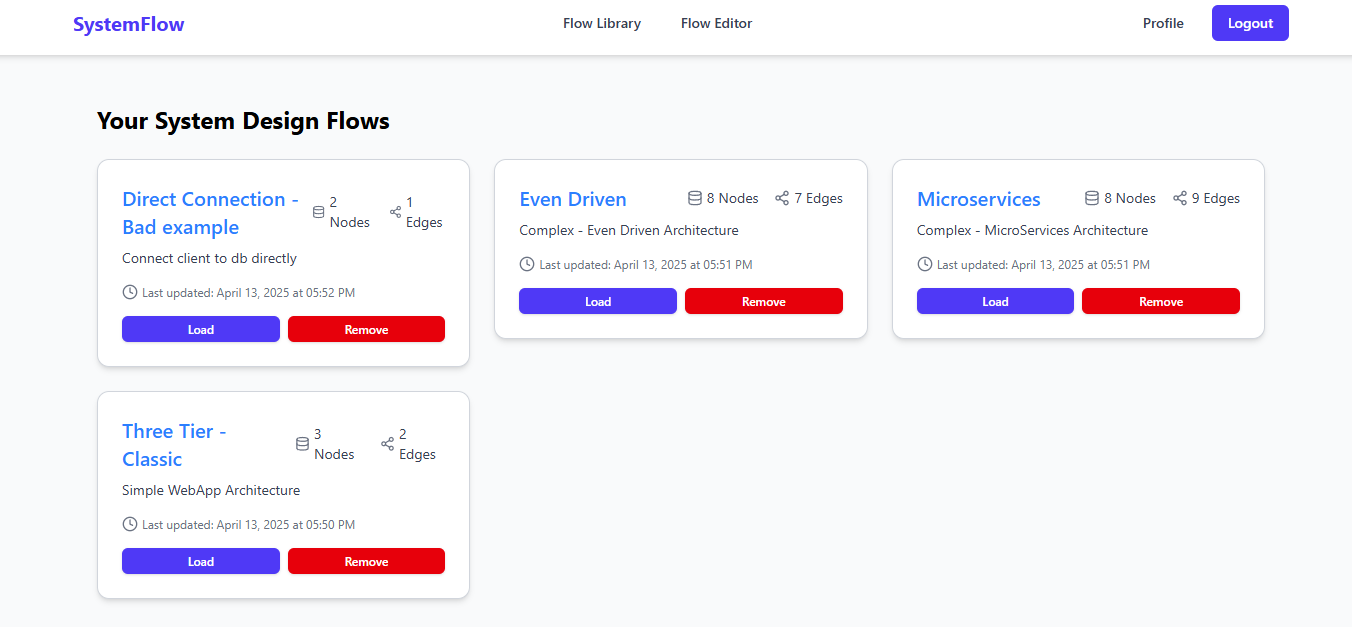 SystemFlow
Flow Library
Flow Editor
Profile
Logout
Your System Design Flows
Direct Connection -
Bad example
2
Nodes
1
Edges
Connect client to db directly
Last updated: April 13, 2025 at 05:52 PM
Load
Remove
Even Driven
8 Nodes
7 Edges
Complex - Even Driven Architecture
Last updated: April 13, 2025 at 05:51 PM
Load
Remove
Microservices
8 Nodes
9 Edges
Complex - MicroServices Architecture
Last updated: April 13, 2025 at 05:51 PM
Load
Remove
Three Tier -
Classic
3
Nodes
2
Edges
Simple WebApp Architecture
Last updated: April 13, 2025 at 05:50 PM
Load
Remove